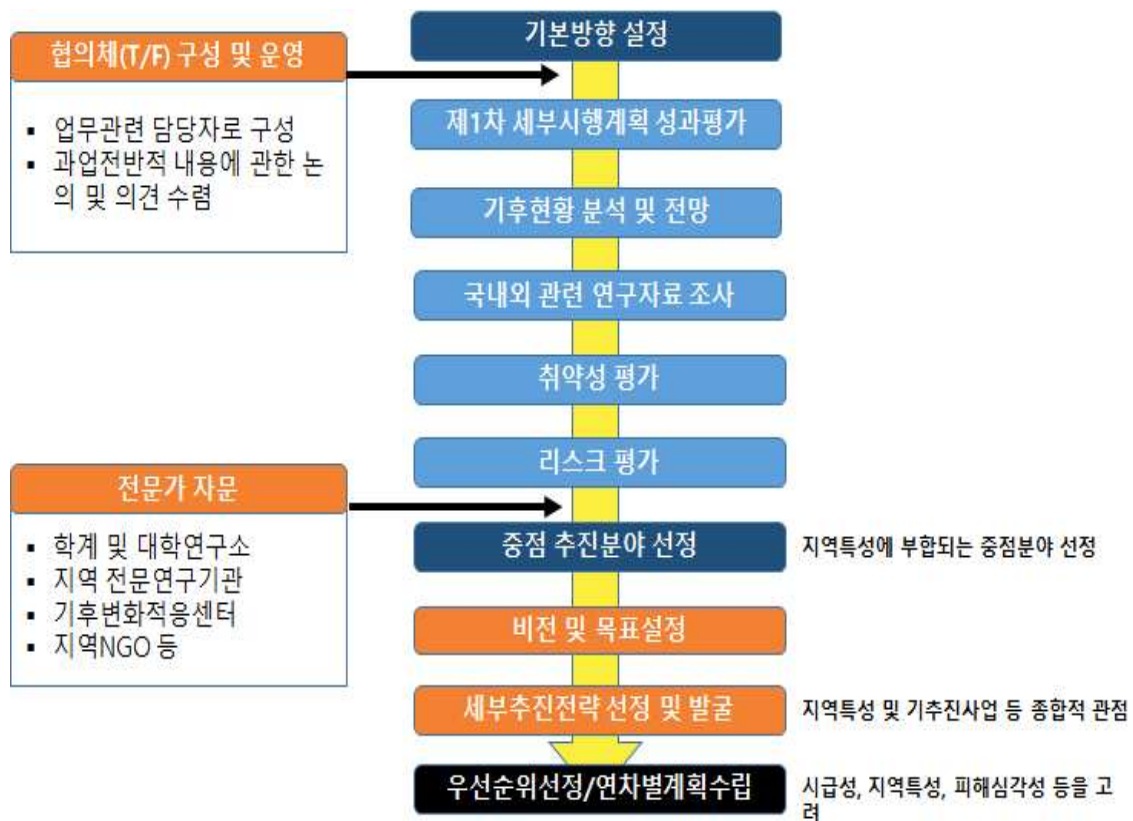 기본방향 설정
협의체(T/F) 구성 및 운영
▪ 업무관련 담당자로 구성
▪ 과업전반적 내용에 관한 논
의 및 의견 수렴
제1차 세부시행계획 성과평가
기후현황 분석 및 전망
국내외 관련 연구자료 조사
취약성 평가
리스크 평가
전문가 자문
▪ 학계 및 대학연구소
▪ 지역 전문연구기관
▪ 기후변화적응센터
▪ 지역NGO 등
중점 추진분야 선정
지역특성에 부합되는 중점분야 선정
비전 및 목표설정
세부추진전략 선정 및 발굴
지역특성 및 기추진사업 등 종합적 관점
우선순위선정/연차별계획수립
시급성, 지역특성, 피해심각성 등을 고
려